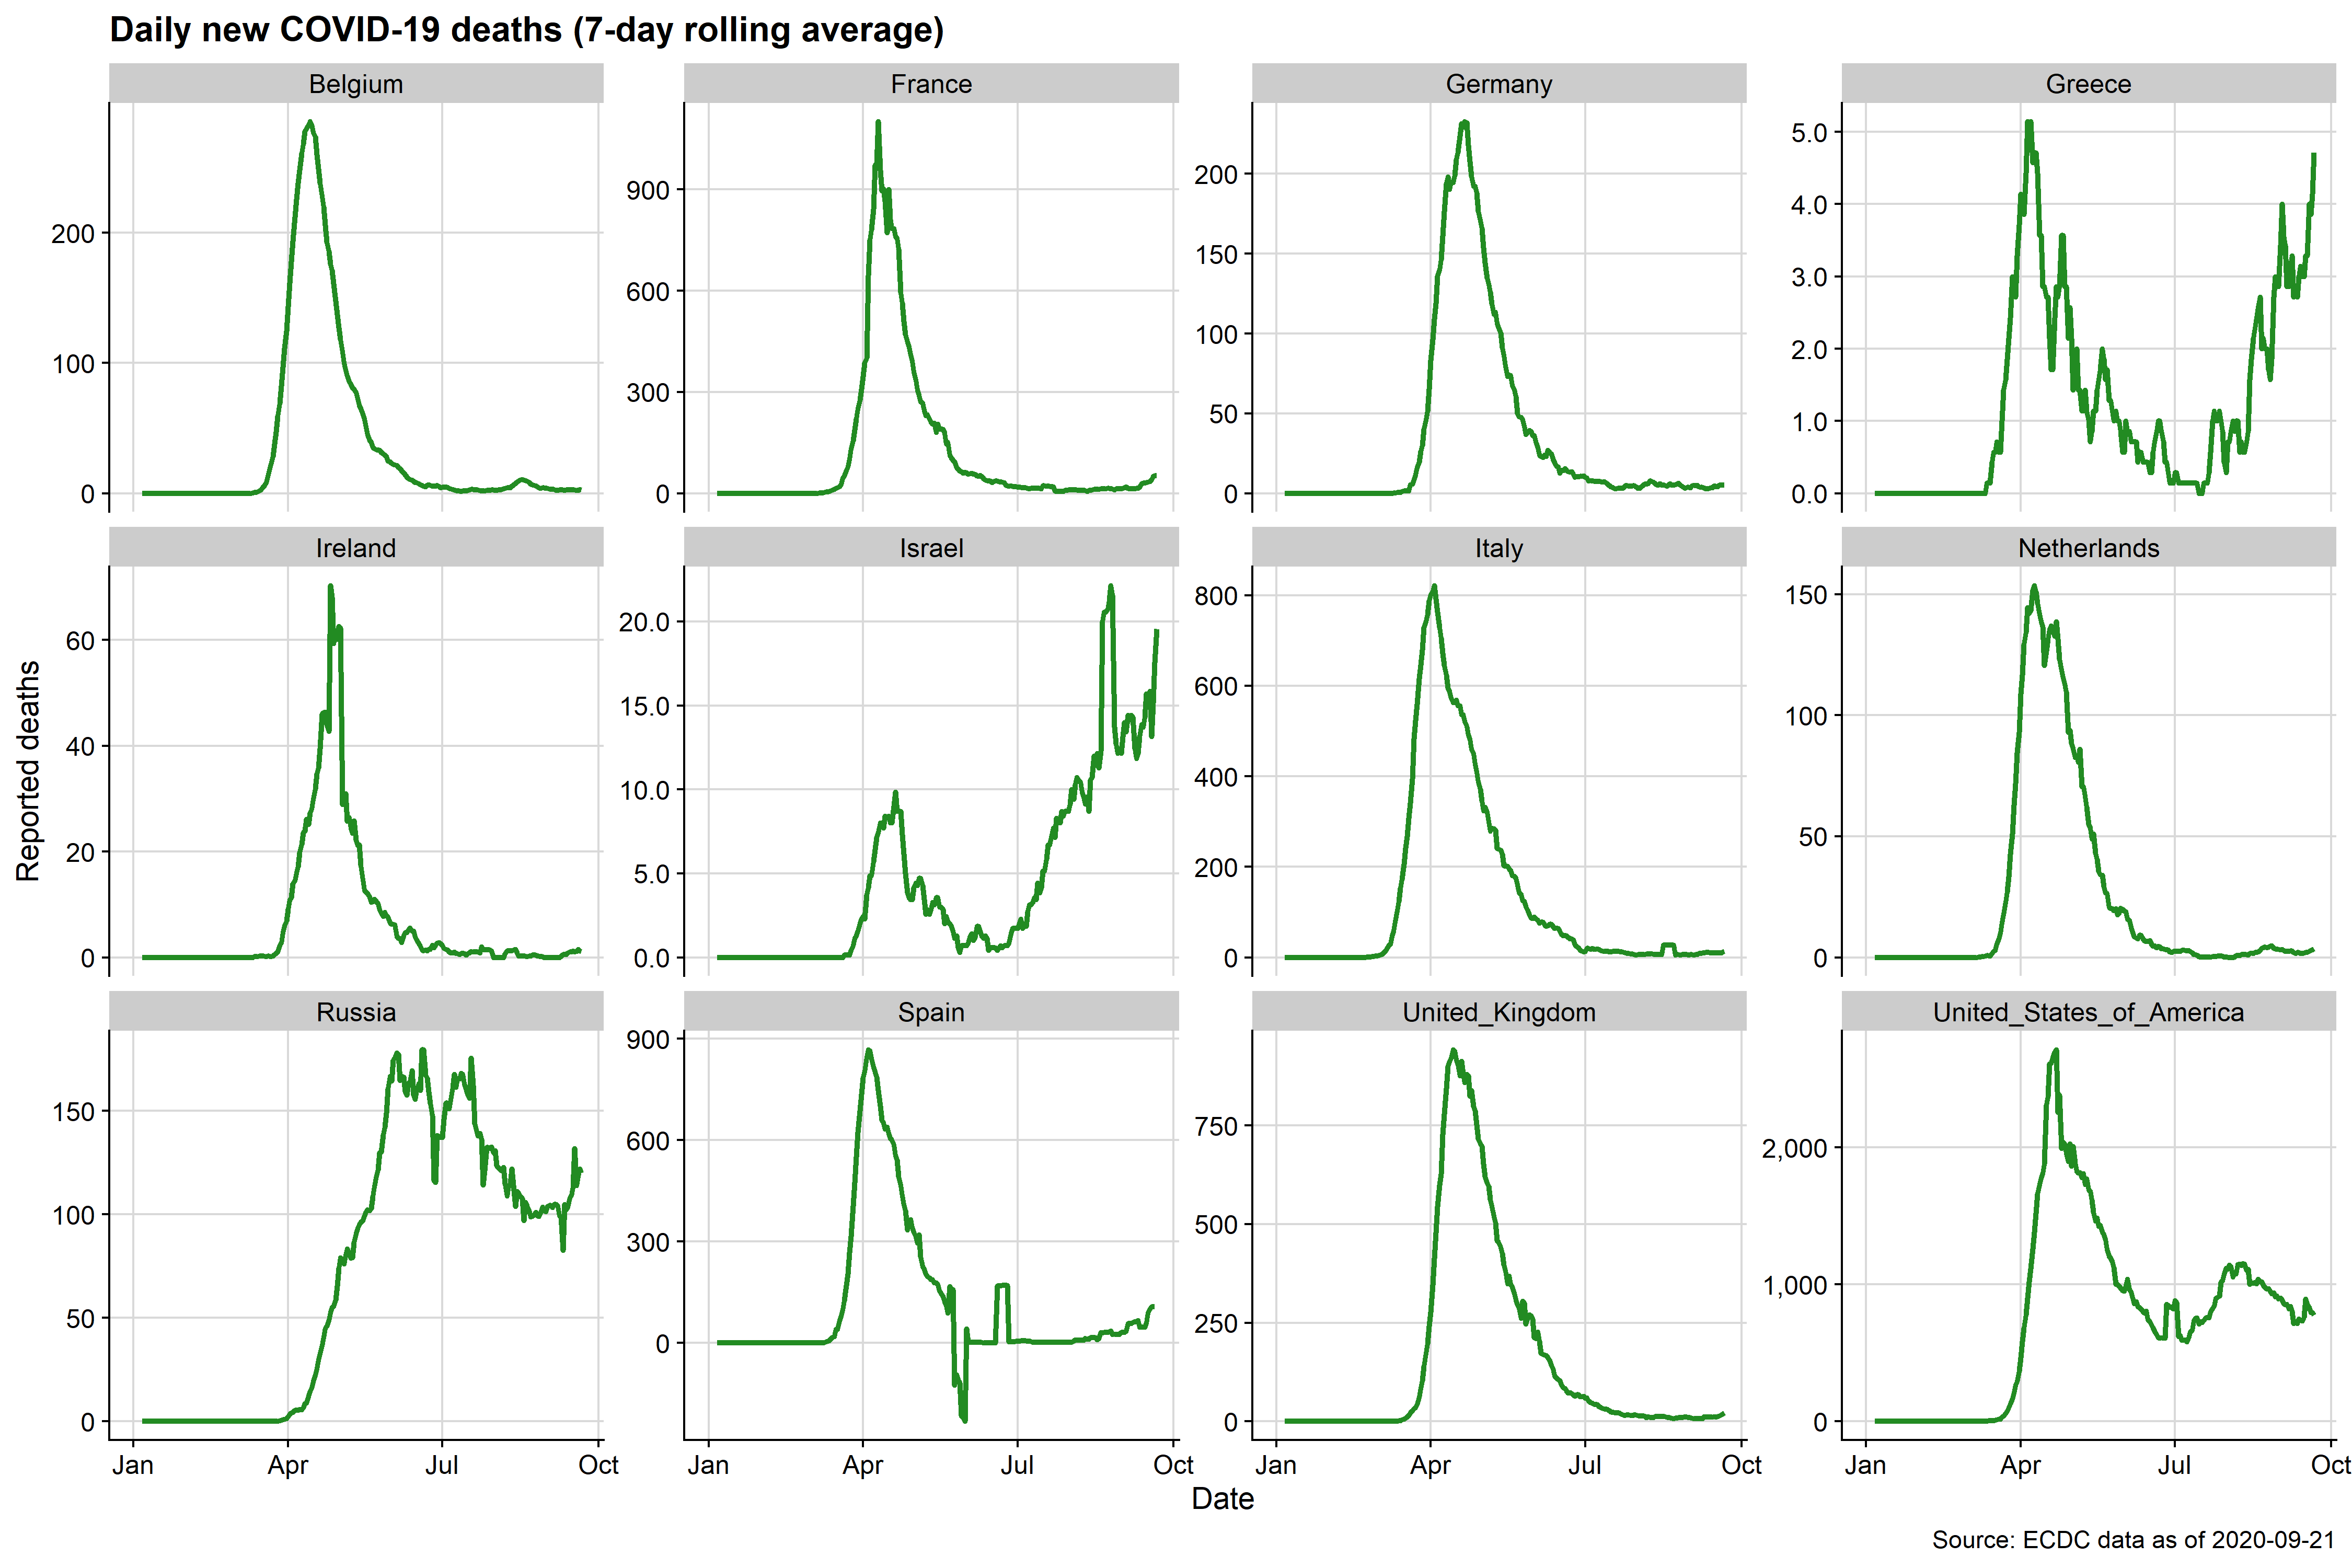 Daily new COVID-19 deaths (7-day rolling average)
Belgium France Germany Greece
200 100 0
900 600 300 0
200 150 100 50 0
5.0 4.0 3.0 2.0 1.0 0.0
Ireland Israel Italy Netherlands
60 40 20 0
20.0 15.0 10.0 5.0 0.0
800 600 400 200 0
150 100 50 0
Reported deaths
Russia Spain United_Kingdom United_States_of_America
150 100 50 0
900 600 300 0
750 500 250 0
2,000 1,000 0
Jan Apr Jul Oct Jan Apr Jul Oct Jan Apr Jul Oct Jan Apr Jul Oct
Date
Source: ECDC data as of 2020-09-21